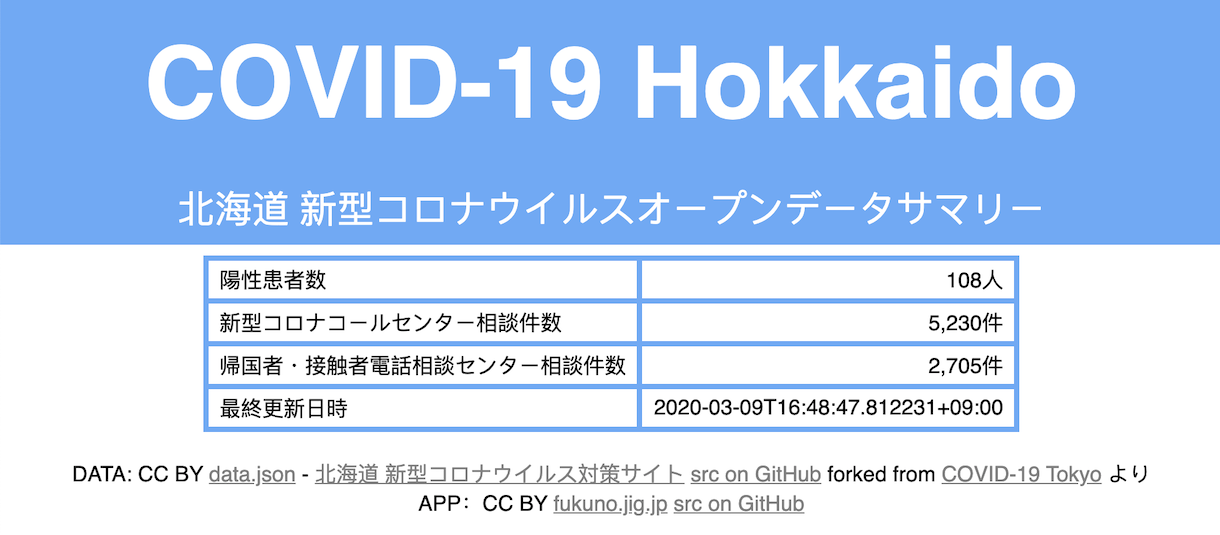 COVID-19 Hokkaido
北海道 新型コロナウイルスオープンデータサマリー
陽性患者数 108人
新型コロナコールセンター相談件数 5,230件
帰国者・接触者電話相談センター相談件数 2,705件
最終更新日時 2020-03-09T16:48:47.812231+09:00
DATA: CC BY data.json - 北海道 新型コロナウイルス対策サイト src on GitHub forked from COVID-19 Tokyo より
APP：CC BY fukuno.jig.jp src on GitHub